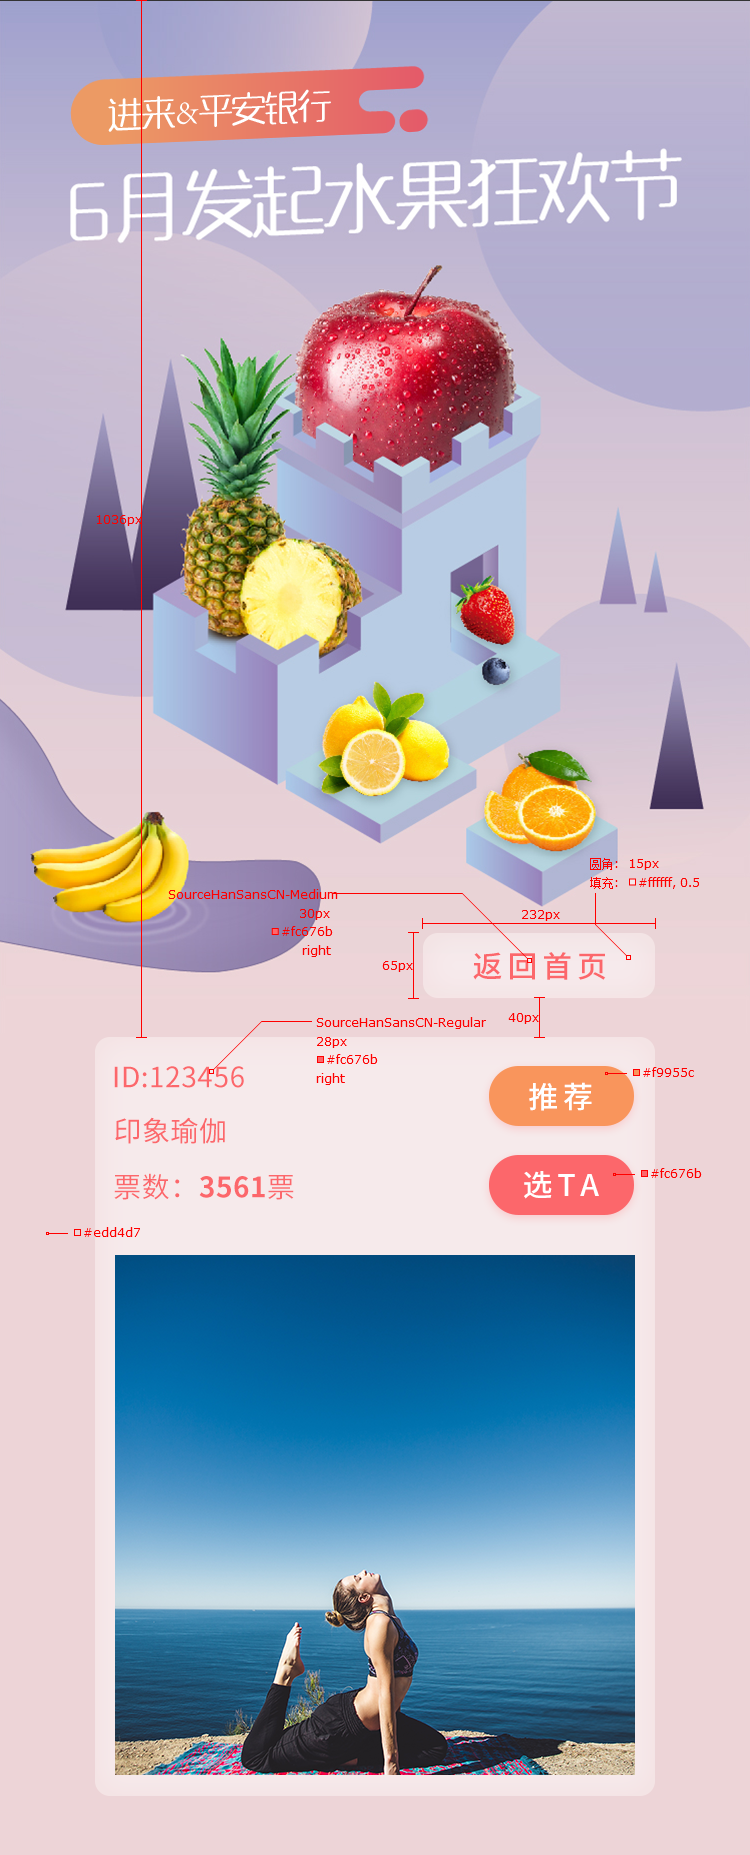 进来&平安银行
6月发起水果狂欢节
1036px
圆角： 15px
填充： #ffffff, 0.5
SourceHanSansCN-Medium
30px
#fc676b
right
232px
65px
返回首页
40px
SourceHanSansCN-Regular
28px
#fc676b
right
ID:123456
推荐
#f9955c
印象瑜伽
票数：3561票
选TA
#fc676b
#edd4d7